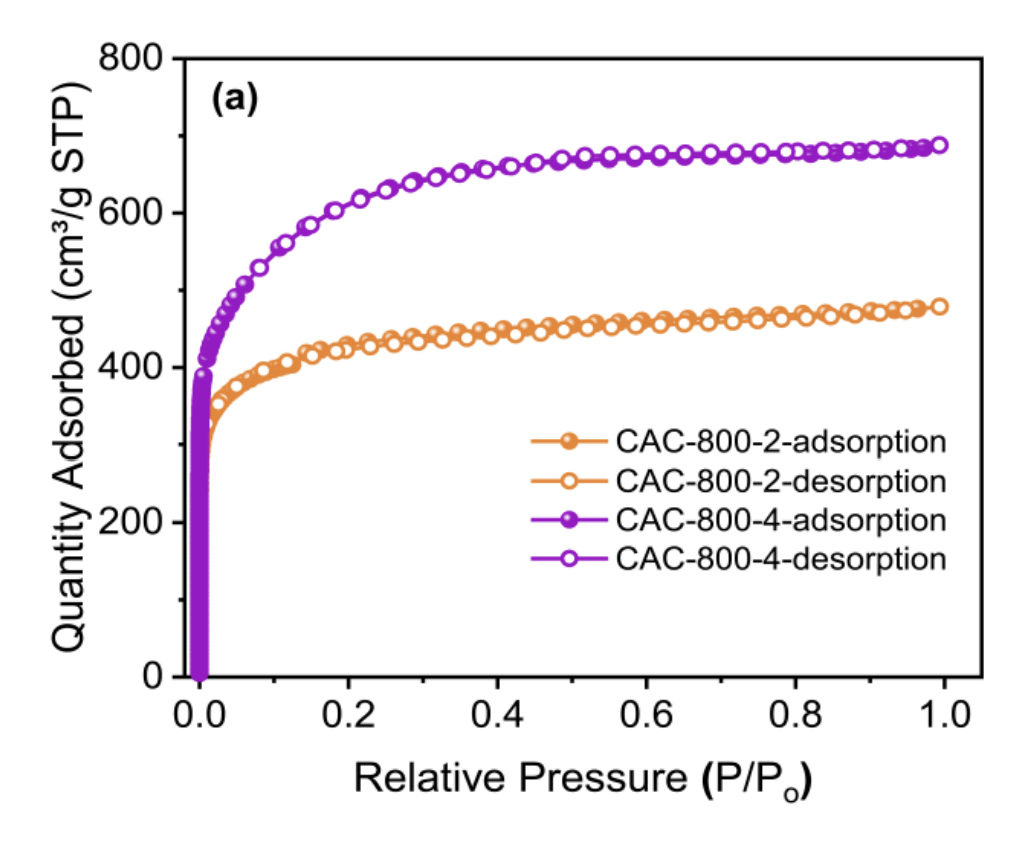 (a)
Quantity Adsorbed (cm³/g STP)
800
600
400
200
0
CAC-800-2-adsorption
CAC-800-2-desorption
CAC-800-4-adsorption
CAC-800-4-desorption
0.0 0.2 0.4 0.6 0.8 1.0
Relative Pressure (P/Pₒ)